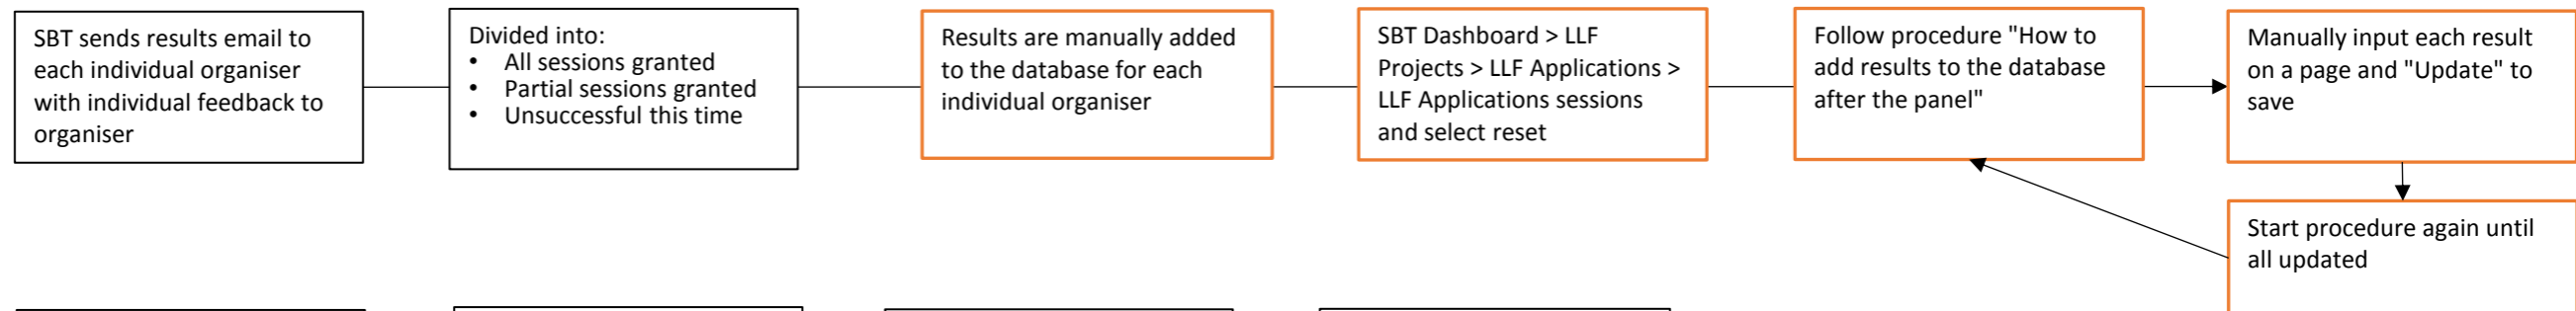 SBT sends results email to
each individual organiser
with individual feedback to
organiser
Divided into:
• All sessions granted
• Partial sessions granted
• Unsuccessful this time
Results are manually added
to the database for each
individual organiser
SBT Dashboard > LLF
Projects > LLF Applications >
LLF Applications sessions
and select reset
Follow procedure "How to
add results to the database
after the panel"
Manually input each result
on a page and "Update" to
save
Start procedure again until
all updated